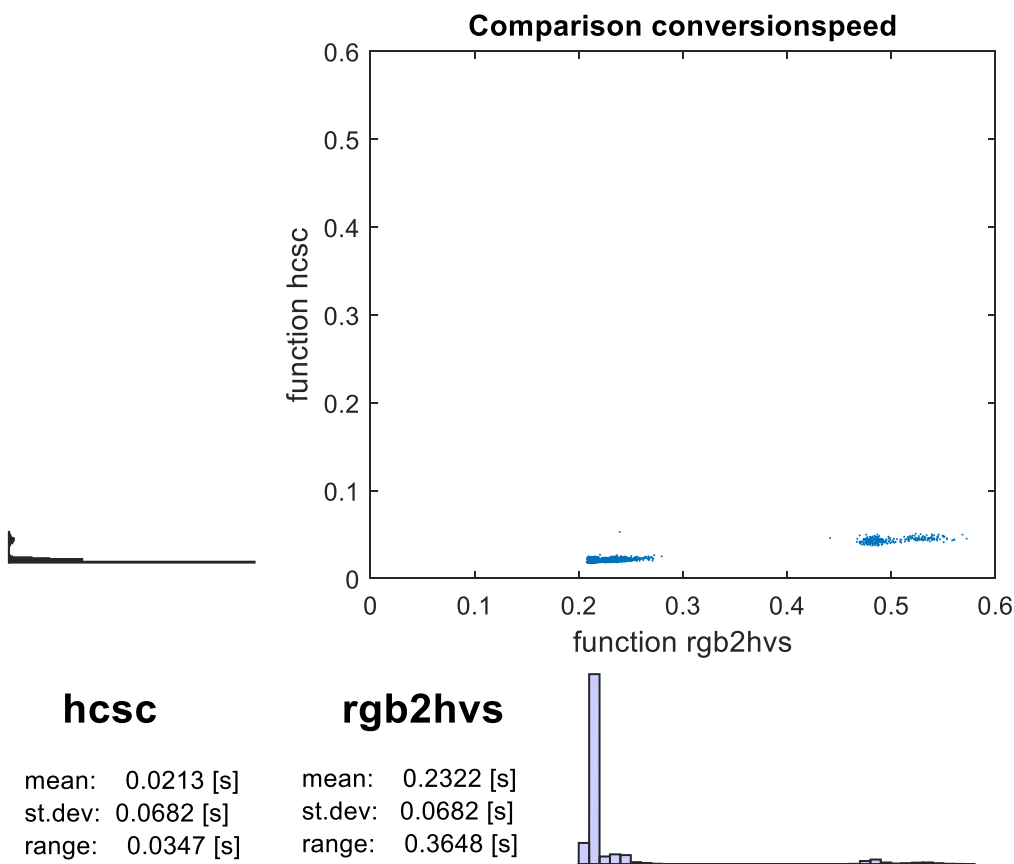 Comparison conversionspeed
0.6
0.5
0.4
0.3
0.2
0.1
0
function hcsc
0 0.1 0.2 0.3 0.4 0.5 0.6
function rgb2hvs
hcsc
mean: 0.0213 [s]
st.dev: 0.0682 [s]
range: 0.0347 [s]
rgb2hvs
mean: 0.2322 [s]
st.dev: 0.0682 [s]
range: 0.3648 [s]